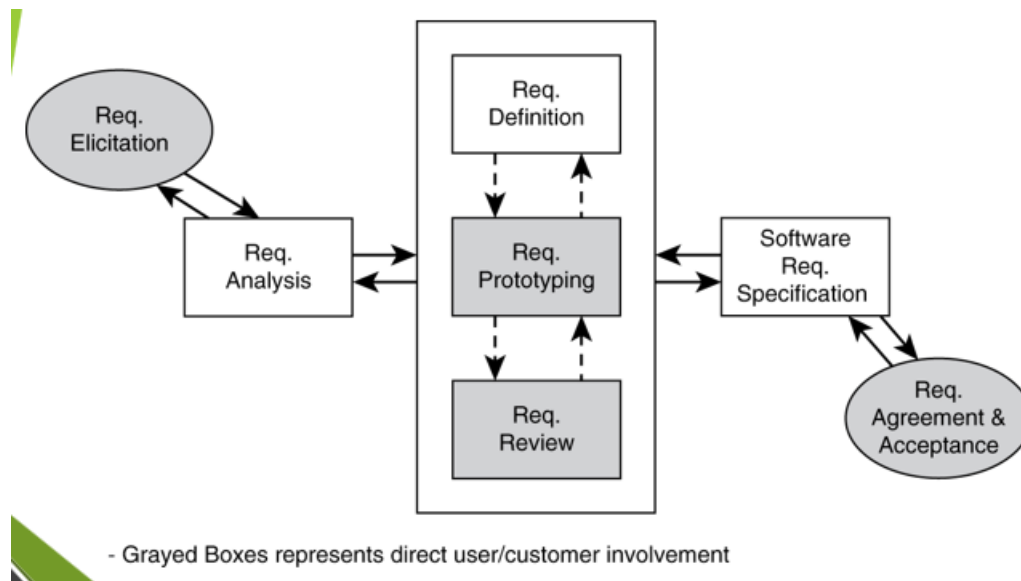 Req.
Elicitation
Req.
Analysis
Req.
Definition
Req.
Prototyping
Req.
Review
Software
Req.
Specification
Req.
Agreement &
Acceptance
- Grayed Boxes represents direct user/customer involvement